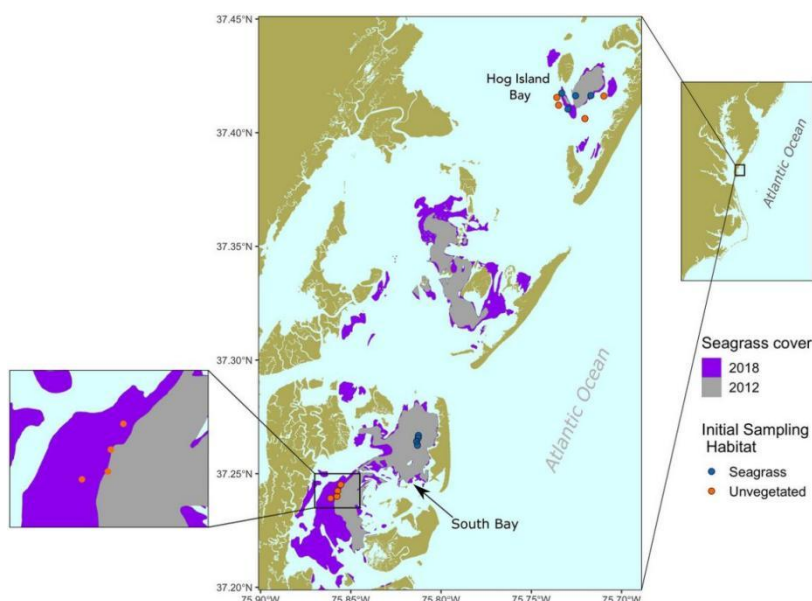 37.45°N
37.40°N
37.35°N
37.30°N
37.25°N
37.20°N
75.90°W
75.85°W
75.80°W
75.75°W
75.70°W
Hog Island
Bay
Atlantic Ocean
South Bay
Atlantic Ocean
Seagrass cover
2018
2012
Initial Sampling
Habitat
Seagrass
Unvegetated